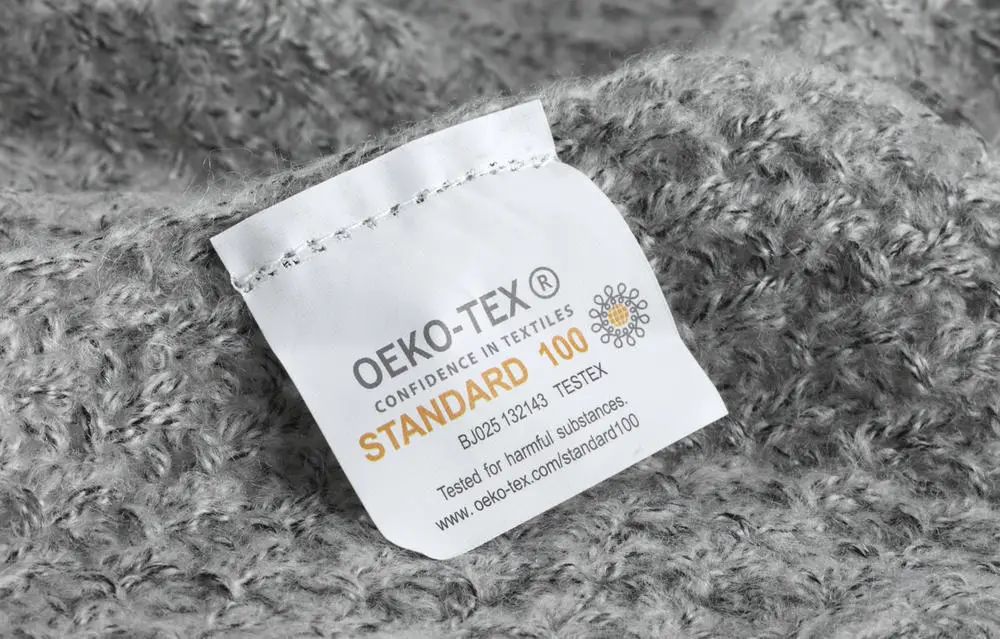 OEKO-TEX ®
CONFIDENCE IN TEXTILES
STANDARD 100
BJ025 132143 TESTEX
Tested for harmful substances.
www.oeko-tex.com/standard100